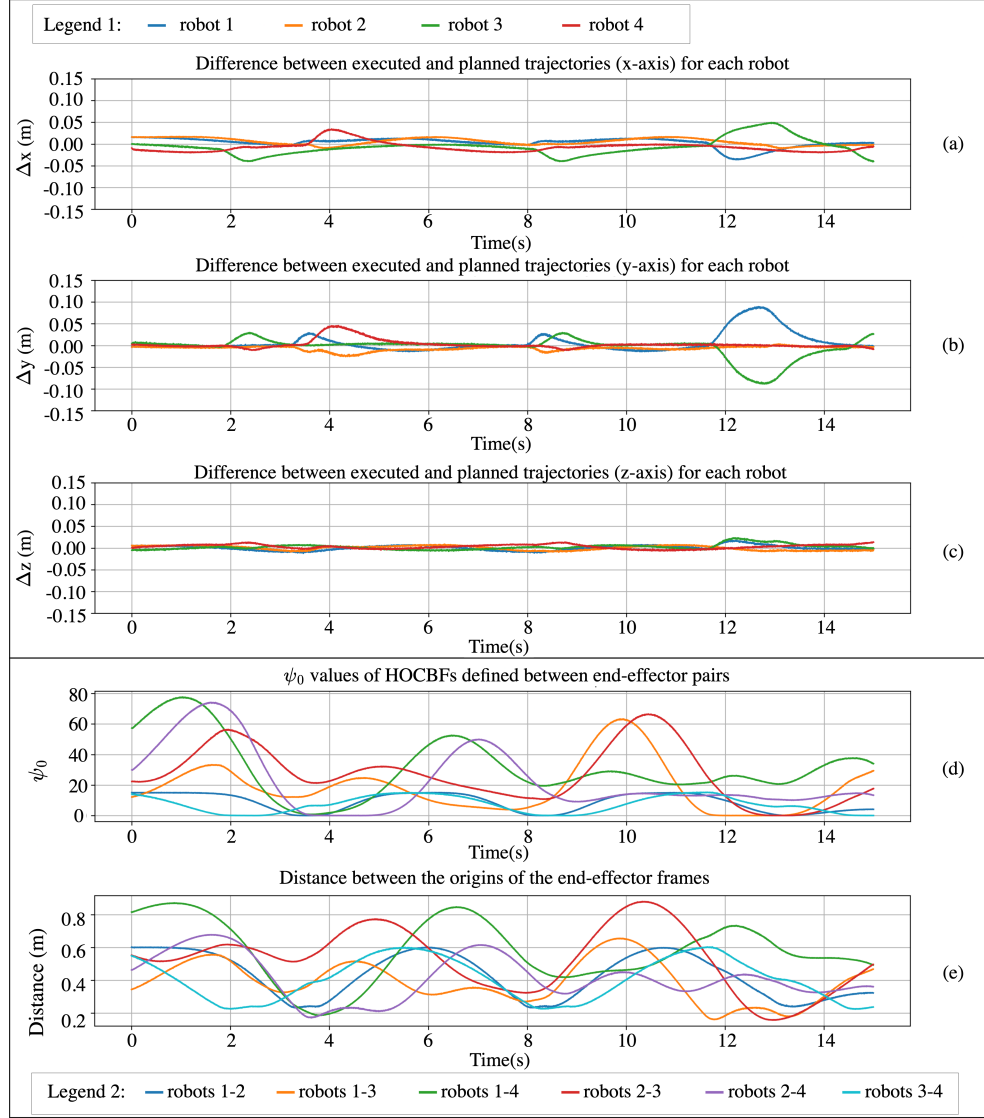 Legend 1: robot 1 robot 2 robot 3 robot 4
Difference between executed and planned trajectories (x-axis) for each robot
0.15
0.10
0.05
0.00
-0.05
-0.10
-0.15
Δx (m)
(a)
0 2 4 6 8 10 12 14
Time(s)
Difference between executed and planned trajectories (y-axis) for each robot
0.15
0.10
0.05
0.00
-0.05
-0.10
-0.15
Δy (m)
(b)
0 2 4 6 8 10 12 14
Time(s)
Difference between executed and planned trajectories (z-axis) for each robot
0.15
0.10
0.05
0.00
-0.05
-0.10
-0.15
Δz (m)
(c)
0 2 4 6 8 10 12 14
Time(s)
ψ₀ values of HOCBFs defined between end-effector pairs
80
60
40
20
0
ψ₀
(d)
0 2 4 6 8 10 12 14
Time(s)
Distance between the origins of the end-effector frames
0.8
0.6
0.4
0.2
Distance (m)
(e)
0 2 4 6 8 10 12 14
Time(s)
Legend 2: robots 1-2 robots 1-3 robots 1-4 robots 2-3 robots 2-4 robots 3-4